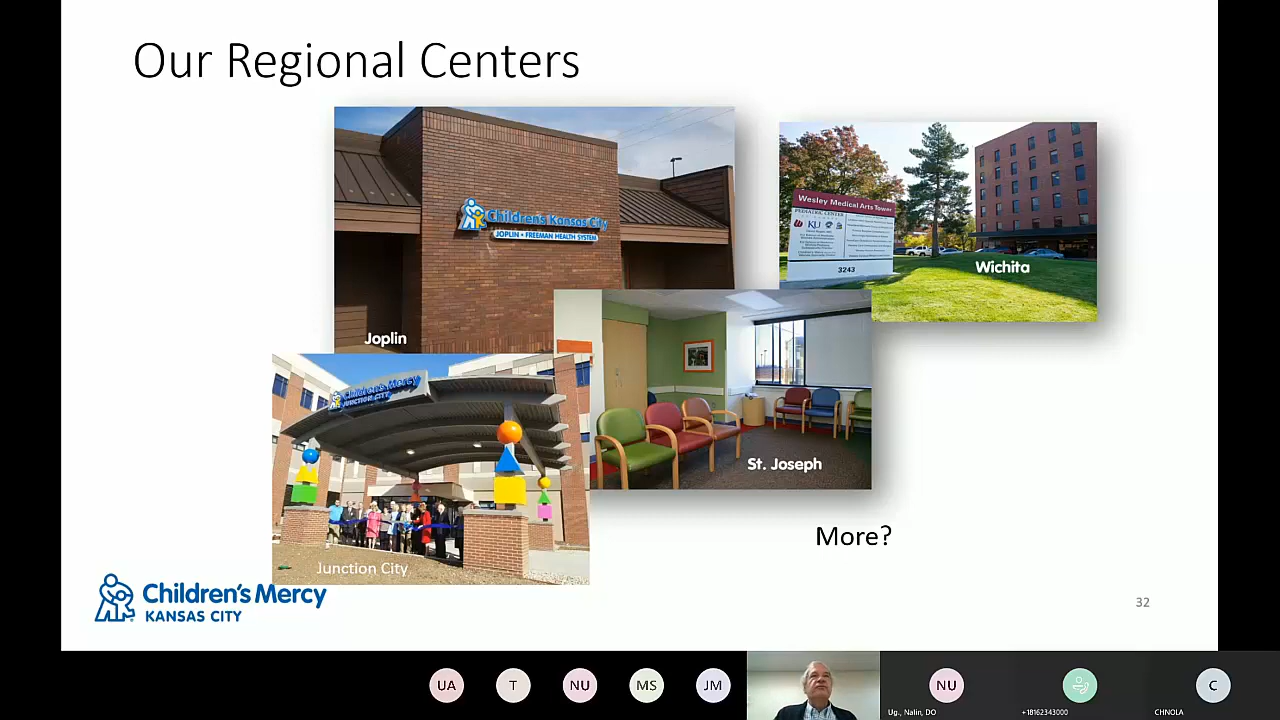 Our Regional Centers
Children's Kansas City
JOPLIN • FREEMAN HEALTH SYSTEM
Joplin
Wesley Medical Arts Tower
PEDIATRIC CENTER
KU
3243
Wichita
Children's Mercy
JUNCTION CITY
St. Joseph
Junction City
More?
Children's Mercy
KANSAS CITY
32
UA
T
NU
MS
JM
NU
C
Ug., Nalin, DO
+18162343000
CHNOLA